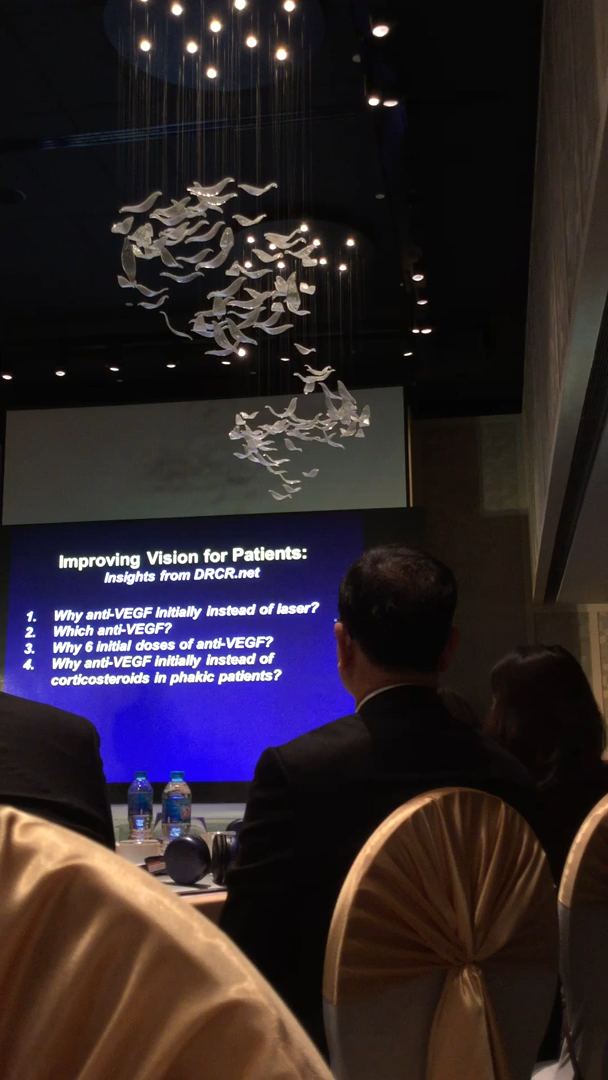 Improving Vision for Patients:
Insights from DRCR.net
1. Why anti-VEGF initially instead of laser?
2. Which anti-VEGF?
3. Why 6 initial doses of anti-VEGF?
4. Why anti-VEGF initially instead of
corticosteroids in phakic patients?